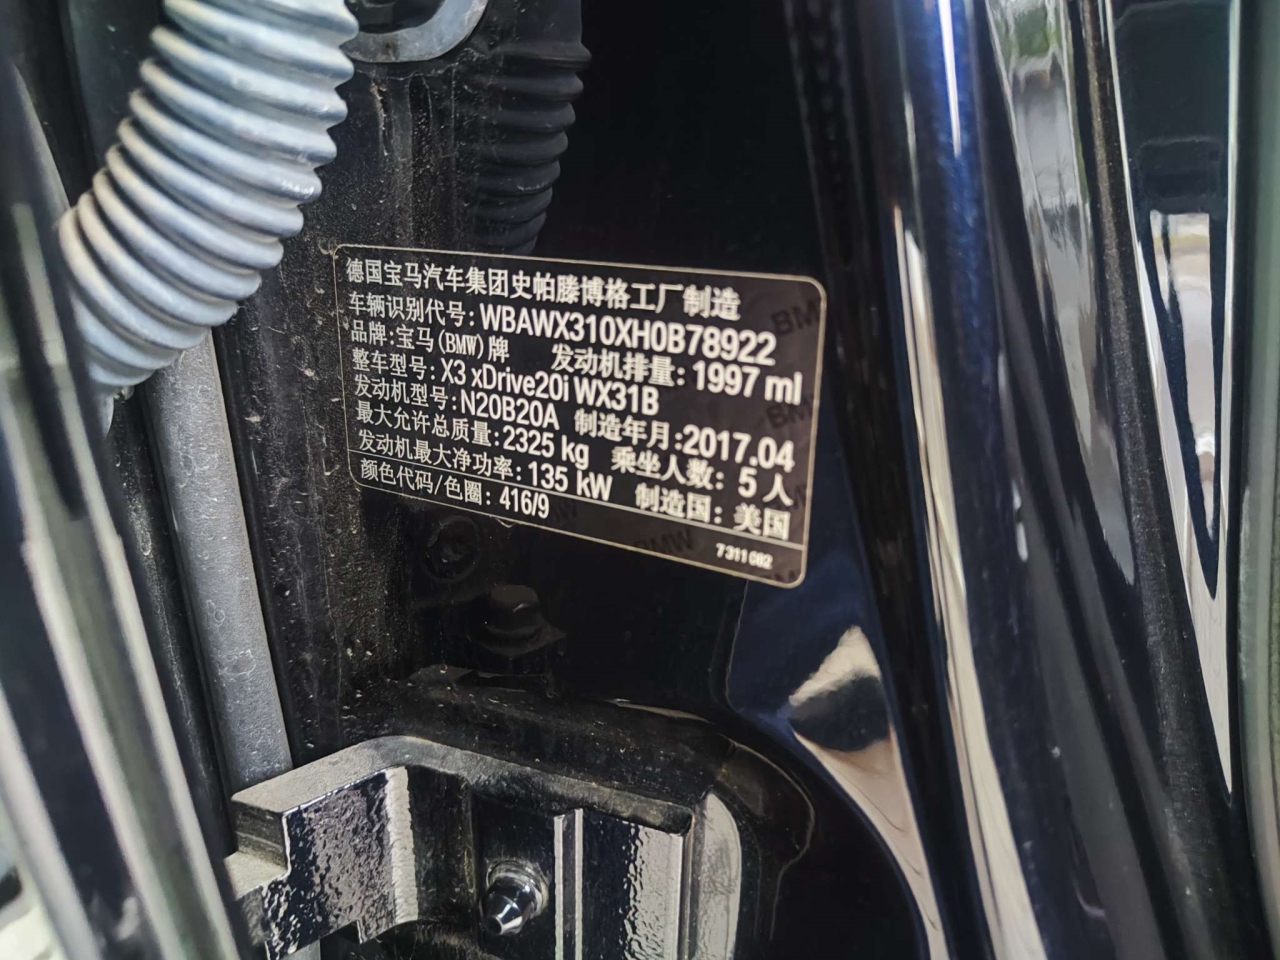 德国宝马汽车集团史帕滕博格工厂制造
车辆识别代号: WBAWX310XH0B78922
品牌: 宝马(BMW)牌 发动机排量: 1997 ml
整车型号: X3 xDrive20i WX31B
发动机型号: N20B20A 制造年月: 2017.04
最大允许总质量: 2325 kg 乘坐人数: 5 人
发动机最大净功率: 135 kW 制造国: 美国
颜色代码/色圈: 416/9
BMW